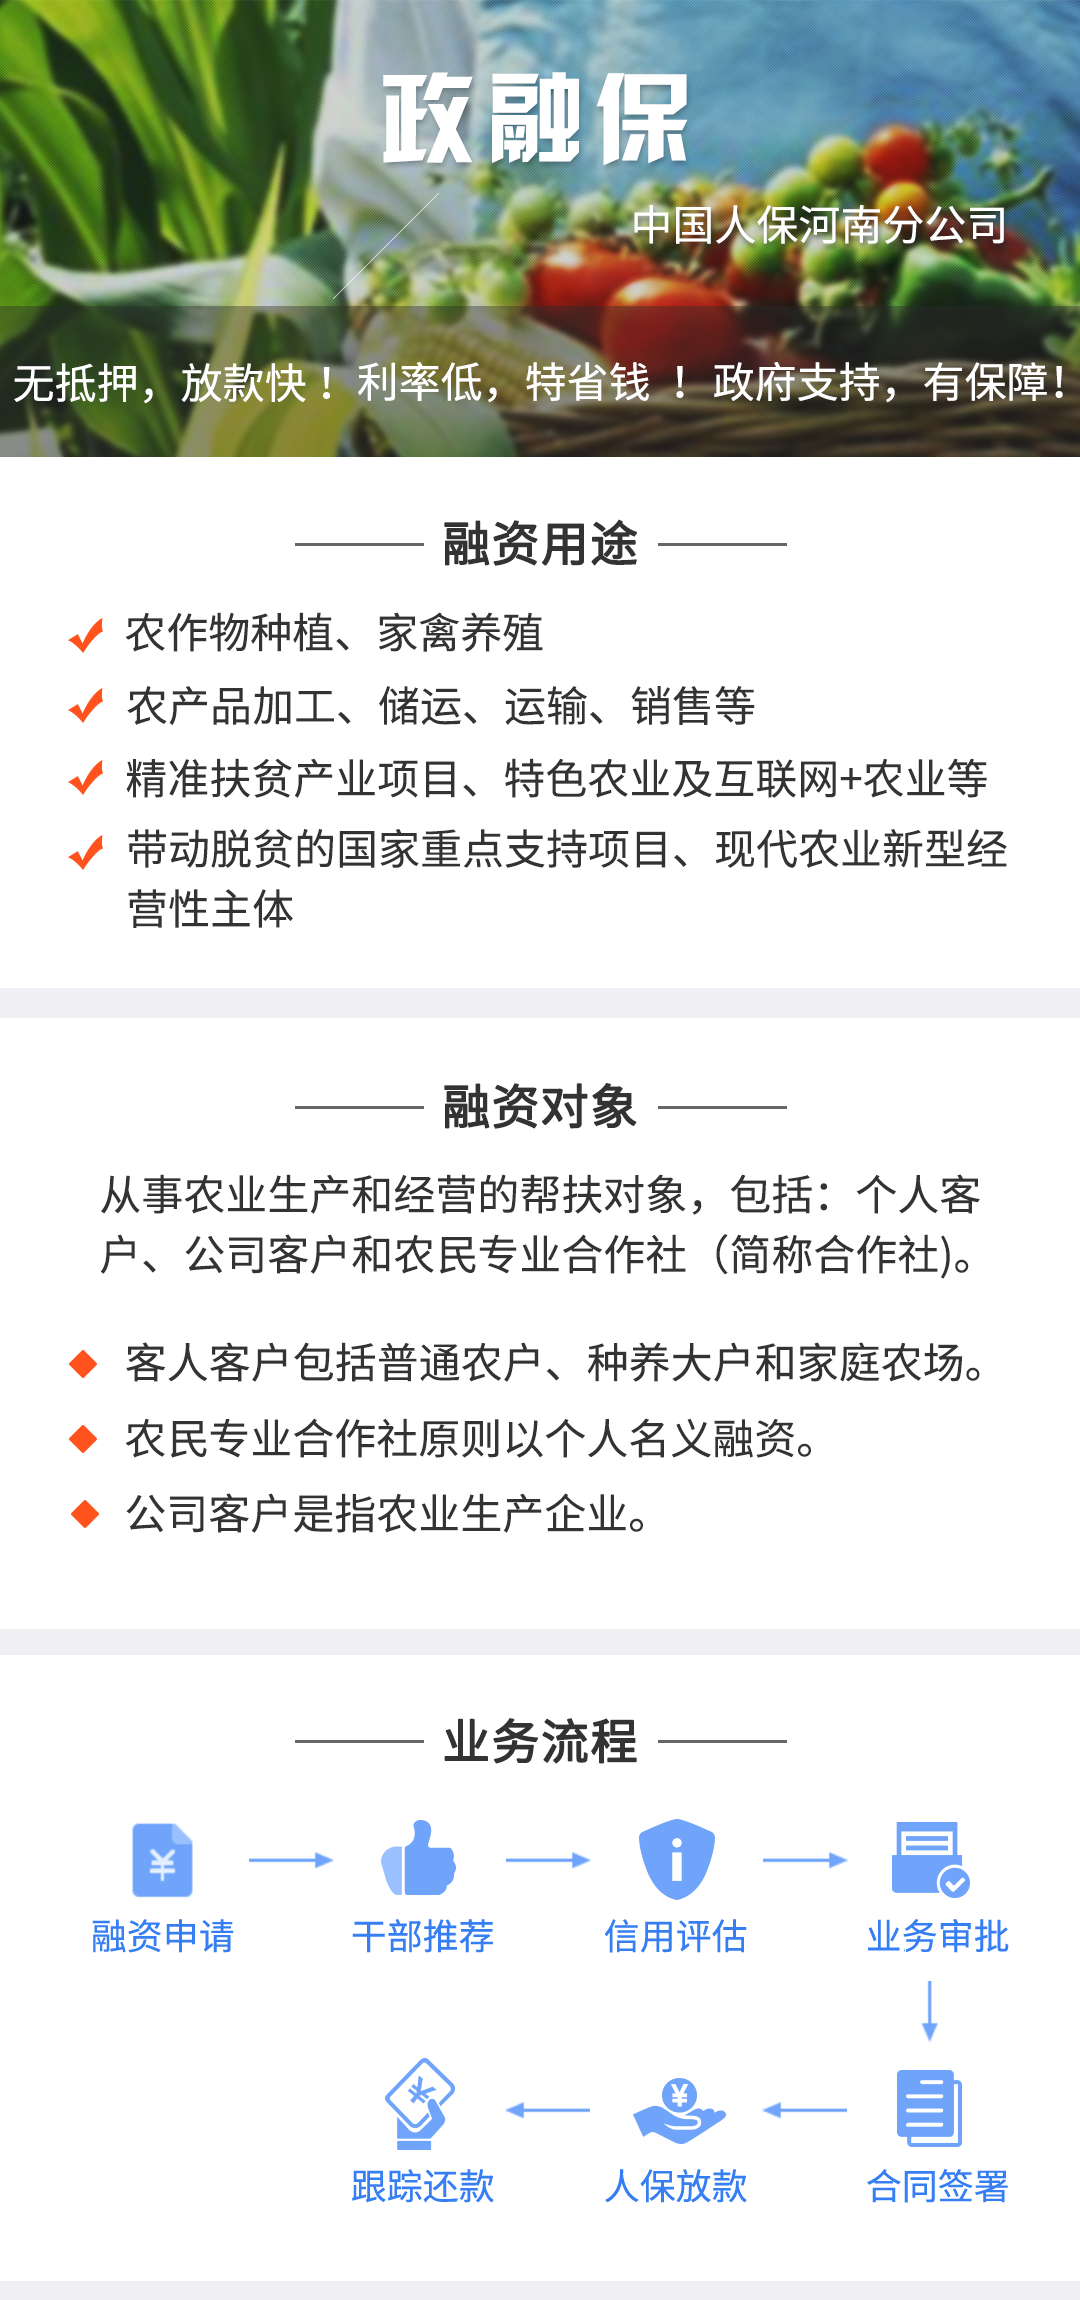 政融保
中国人保河南分公司
无抵押，放款快！利率低，特省钱 ！政府支持，有保障！
融资用途
农作物种植、家禽养殖
农产品加工、储运、运输、销售等
精准扶贫产业项目、特色农业及互联网+农业等
带动脱贫的国家重点支持项目、现代农业新型经
营性主体
融资对象
从事农业生产和经营的帮扶对象，包括：个人客
户、公司客户和农民专业合作社（简称合作社)。
客人客户包括普通农户、种养大户和家庭农场。
农民专业合作社原则以个人名义融资。
公司客户是指农业生产企业。
业务流程
融资申请
干部推荐
信用评估
业务审批
跟踪还款
人保放款
合同签署